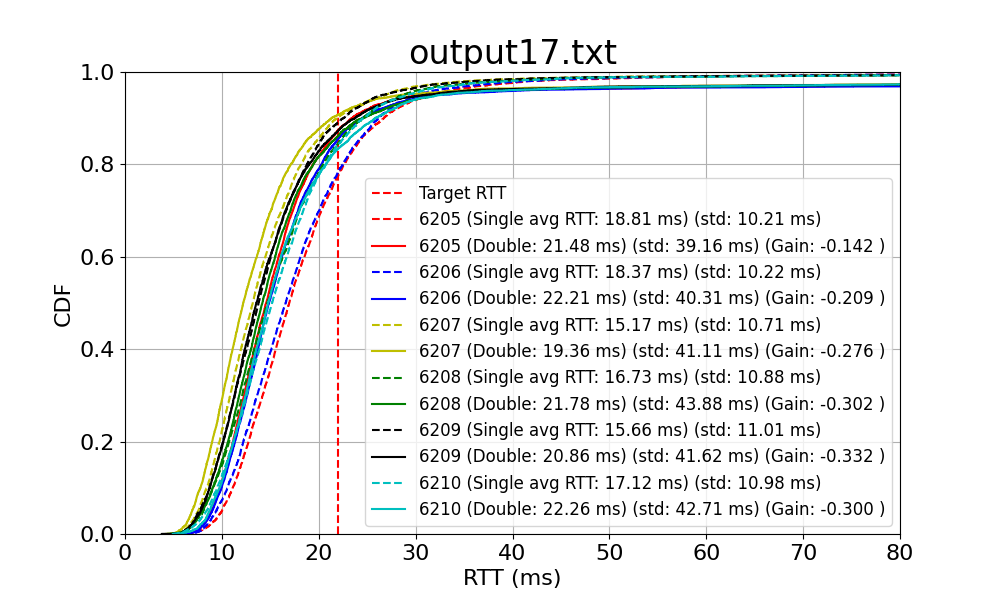 output17.txt
1.0
0.8
0.6
0.4
0.2
0.0
CDF
Target RTT
6205 (Single avg RTT: 18.81 ms) (std: 10.21 ms)
6205 (Double: 21.48 ms) (std: 39.16 ms) (Gain: -0.142 )
6206 (Single avg RTT: 18.37 ms) (std: 10.22 ms)
6206 (Double: 22.21 ms) (std: 40.31 ms) (Gain: -0.209 )
6207 (Single avg RTT: 15.17 ms) (std: 10.71 ms)
6207 (Double: 19.36 ms) (std: 41.11 ms) (Gain: -0.276 )
6208 (Single avg RTT: 16.73 ms) (std: 10.88 ms)
6208 (Double: 21.78 ms) (std: 43.88 ms) (Gain: -0.302 )
6209 (Single avg RTT: 15.66 ms) (std: 11.01 ms)
6209 (Double: 20.86 ms) (std: 41.62 ms) (Gain: -0.332 )
6210 (Single avg RTT: 17.12 ms) (std: 10.98 ms)
6210 (Double: 22.26 ms) (std: 42.71 ms) (Gain: -0.300 )
0 10 20 30 40 50 60 70 80
RTT (ms)